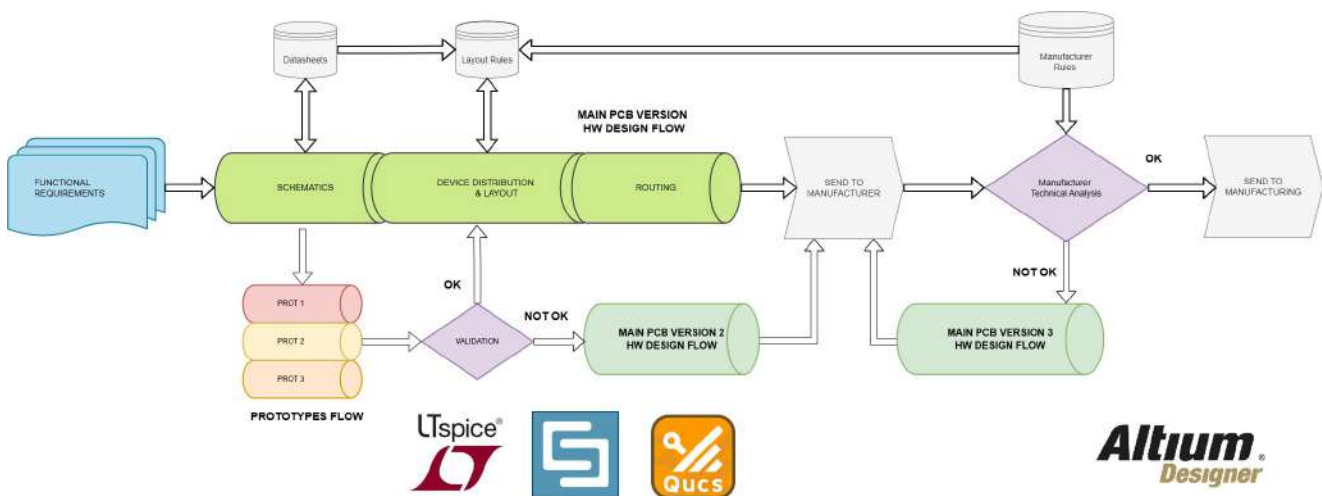 Datasheets
Layout Rules
Manufacturer
Rules
MAIN PCB VERSION
HW DESIGN FLOW
FUNCTIONAL
REQUIREMENTS
SCHEMATICS
DEVICE DISTRIBUTION
& LAYOUT
ROUTING
SEND TO
MANUFACTURER
Manufacturer
Technical Analysis
OK
SEND TO
MANUFACTURING
OK
NOT OK
NOT OK
PROT 1
PROT 2
PROT 3
VALIDATION
MAIN PCB VERSION 2
HW DESIGN FLOW
MAIN PCB VERSION 3
HW DESIGN FLOW
PROTOTYPES FLOW
LTspice®
Qucs
Altium®
Designer